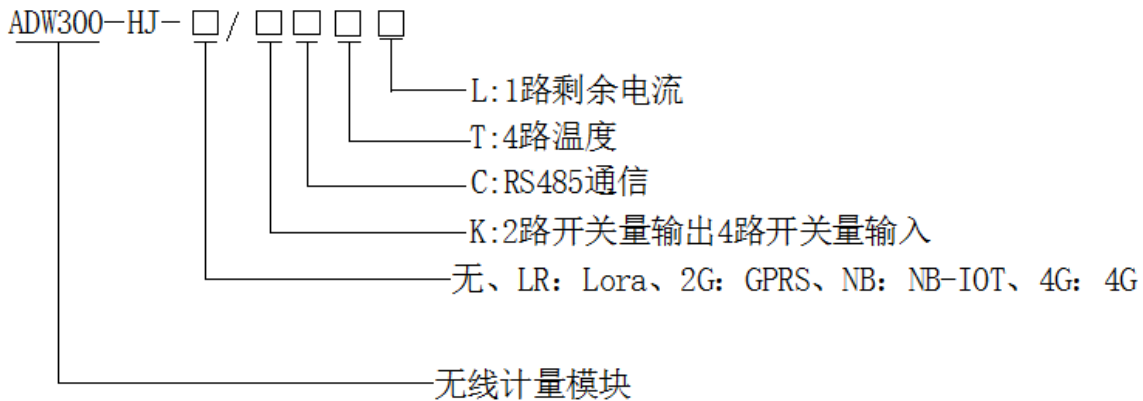 ADW300-HJ-□/□□□□
L:1路剩余电流
T:4路温度
C:RS485通信
K:2路开关量输出4路开关量输入
无、LR：Lora、2G：GPRS、NB：NB-IOT、4G：4G
无线计量模块